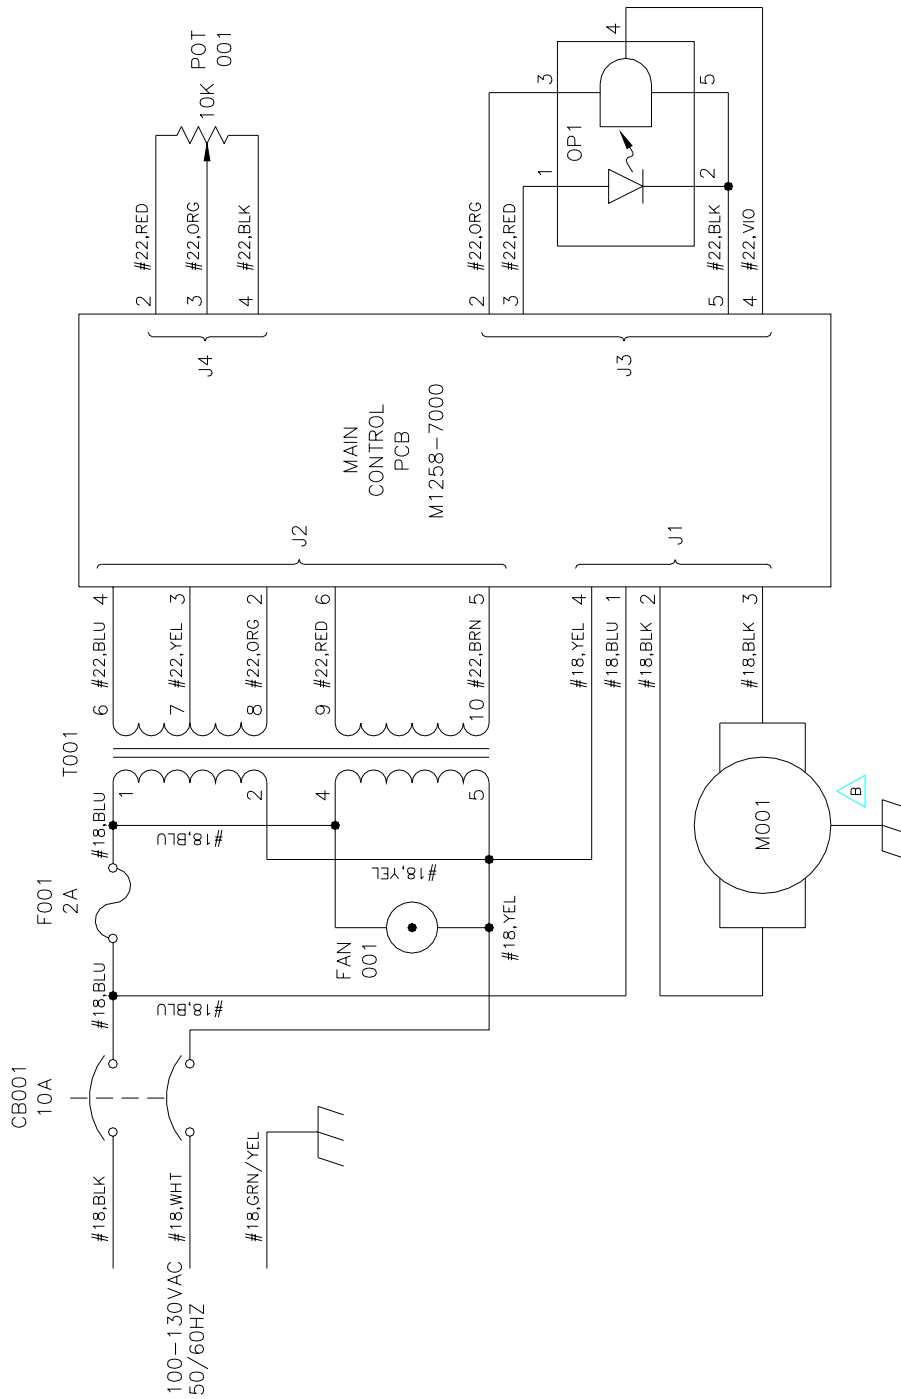 CB001
10A
F001
2A
T001
#18,BLK
#18,BLU
#18,BLU
1
6
#22,BLU
4
7
#22,YEL
3
2
8
#22,ORG
2
4
9
#22,RED
6
5
10
#22,BRN
5
100-130VAC
50/60HZ
#18,WHT
#18,GRN/YEL
#18,BLU
#18,BLU
#18,YEL
FAN
001
#18,YEL
#18,YEL
4
#18,BLU
1
#18,BLK
2
#18,BLK
3
M001
B
J2
J1
MAIN
CONTROL
PCB
M1258-7000
J4
J3
2
#22,RED
3
#22,ORG
4
#22,BLK
10K POT
001
2
#22,ORG
3
#22,RED
5
#22,BLK
4
#22,VIO
OP1
1
3
2
5
4